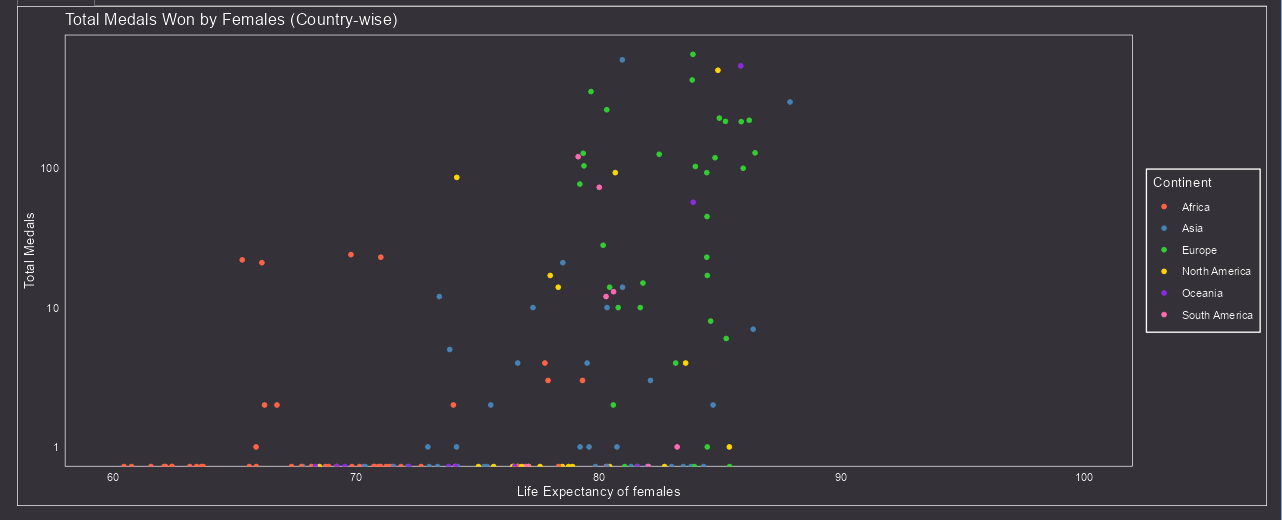 Total Medals Won by Females (Country-wise)
Total Medals
100
10
1
60
70
80
90
100
Life Expectancy of females
Continent
Africa
Asia
Europe
North America
Oceania
South America